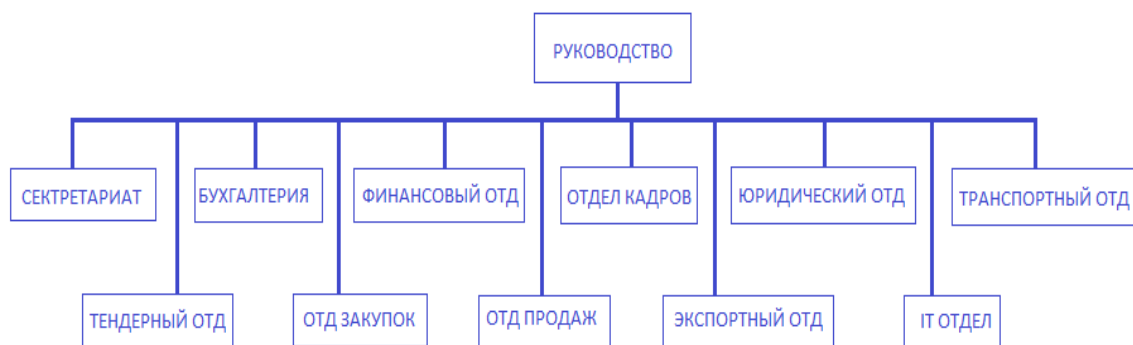 РУКОВОДСТВО
СЕКТРЕТАРИАТ
БУХГАЛТЕРИЯ
ФИНАНСОВЫЙ ОТД
ОТДЕЛ КАДРОВ
ЮРИДИЧЕСКИЙ ОТД
ТРАНСПОРТНЫЙ ОТД
ТЕНДЕРНЫЙ ОТД
ОТД ЗАКУПОК
ОТД ПРОДАЖ
ЭКСПОРТНЫЙ ОТД
IT ОТДЕЛ